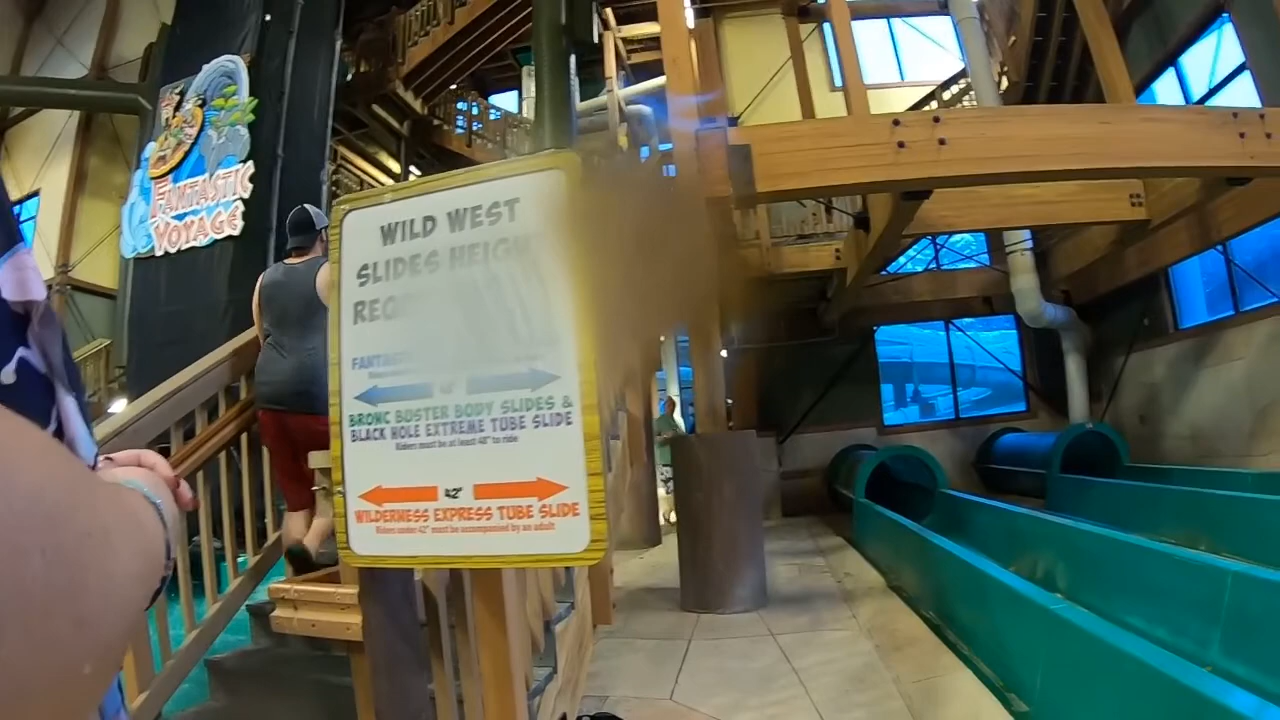 FANTASTIC
VOYAGE
WILD WEST
SLIDES HEIGH
REQ
FANTAS
BRONC BUSTER BODY SLIDES &
BLACK HOLE EXTREME TUBE SLIDE
Riders must be at least 48" to ride
42"
WILDERNESS EXPRESS TUBE SLIDE
Riders under 42" must be accompanied by an adult